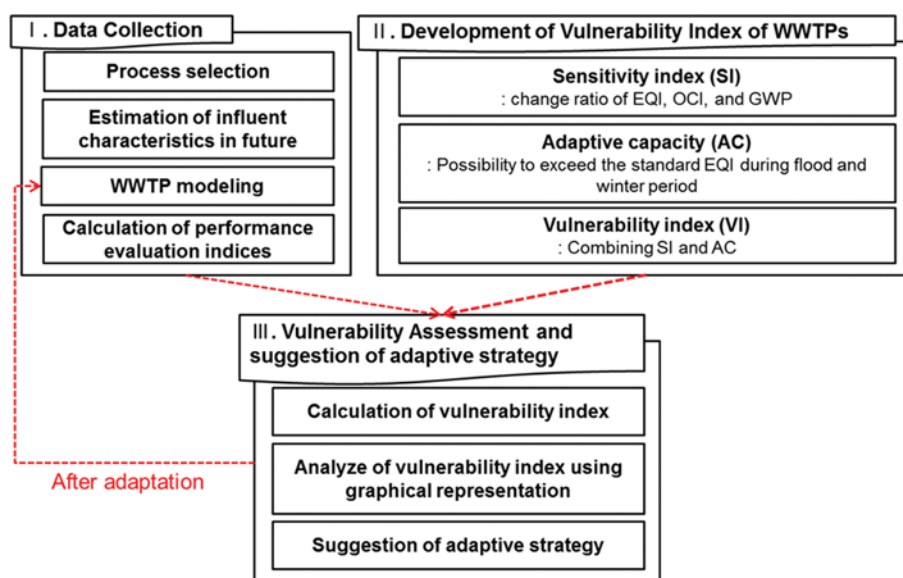 Ⅰ. Data Collection
Process selection
Estimation of influent
characteristics in future
WWTP modeling
Calculation of performance
evaluation indices
Ⅱ. Development of Vulnerability Index of WWTPs
Sensitivity index (SI)
: change ratio of EQI, OCI, and GWP
Adaptive capacity (AC)
: Possibility to exceed the standard EQI during flood and
winter period
Vulnerability index (VI)
: Combining SI and AC
Ⅲ. Vulnerability Assessment and
suggestion of adaptive strategy
Calculation of vulnerability index
Analyze of vulnerability index using
graphical representation
Suggestion of adaptive strategy
After adaptation